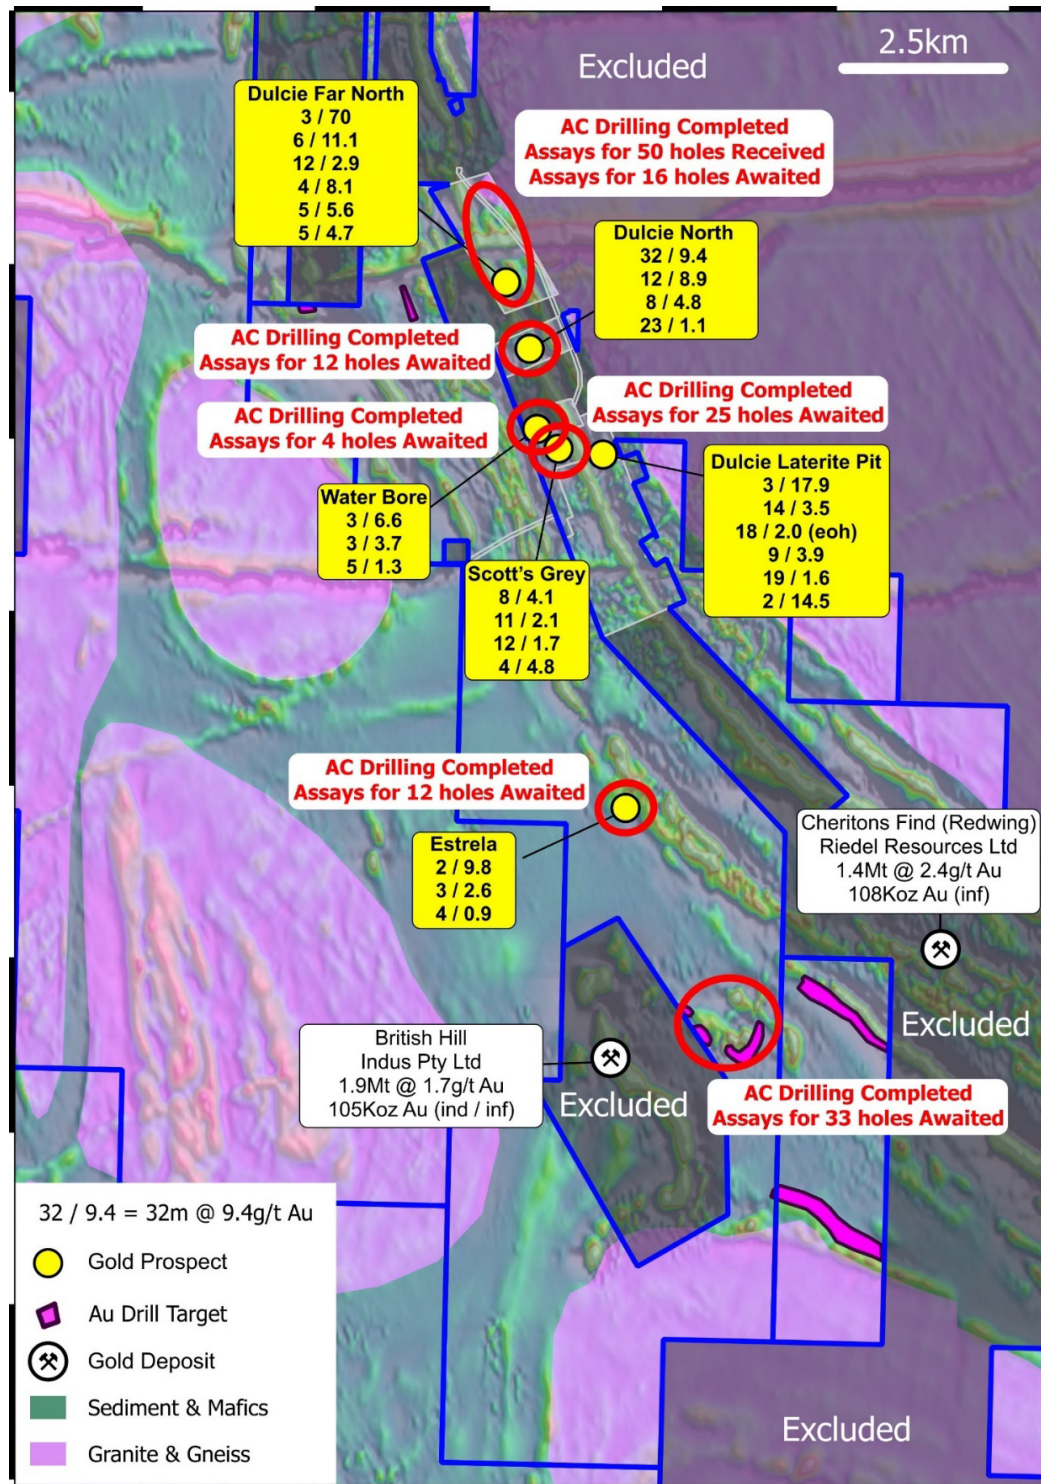 2.5km
Excluded
Dulcie Far North
3 / 70
6 / 11.1
12 / 2.9
4 / 8.1
5 / 5.6
5 / 4.7
AC Drilling Completed
Assays for 50 holes Received
Assays for 16 holes Awaited
Dulcie North
32 / 9.4
12 / 8.9
8 / 4.8
23 / 1.1
AC Drilling Completed
Assays for 12 holes Awaited
AC Drilling Completed
Assays for 25 holes Awaited
AC Drilling Completed
Assays for 4 holes Awaited
Dulcie Laterite Pit
3 / 17.9
14 / 3.5
18 / 2.0 (eoh)
9 / 3.9
19 / 1.6
2 / 14.5
Water Bore
3 / 6.6
3 / 3.7
5 / 1.3
Scott's Grey
8 / 4.1
11 / 2.1
12 / 1.7
4 / 4.8
AC Drilling Completed
Assays for 12 holes Awaited
Estrela
2 / 9.8
3 / 2.6
4 / 0.9
Cheritons Find (Redwing)
Riedel Resources Ltd
1.4Mt @ 2.4g/t Au
108Koz Au (inf)
Excluded
British Hill
Indus Pty Ltd
1.9Mt @ 1.7g/t Au
105Koz Au (ind / inf)
Excluded
AC Drilling Completed
Assays for 33 holes Awaited
32 / 9.4 = 32m @ 9.4g/t Au
Gold Prospect
Au Drill Target
Gold Deposit
Sediment & Mafics
Granite & Gneiss
Excluded